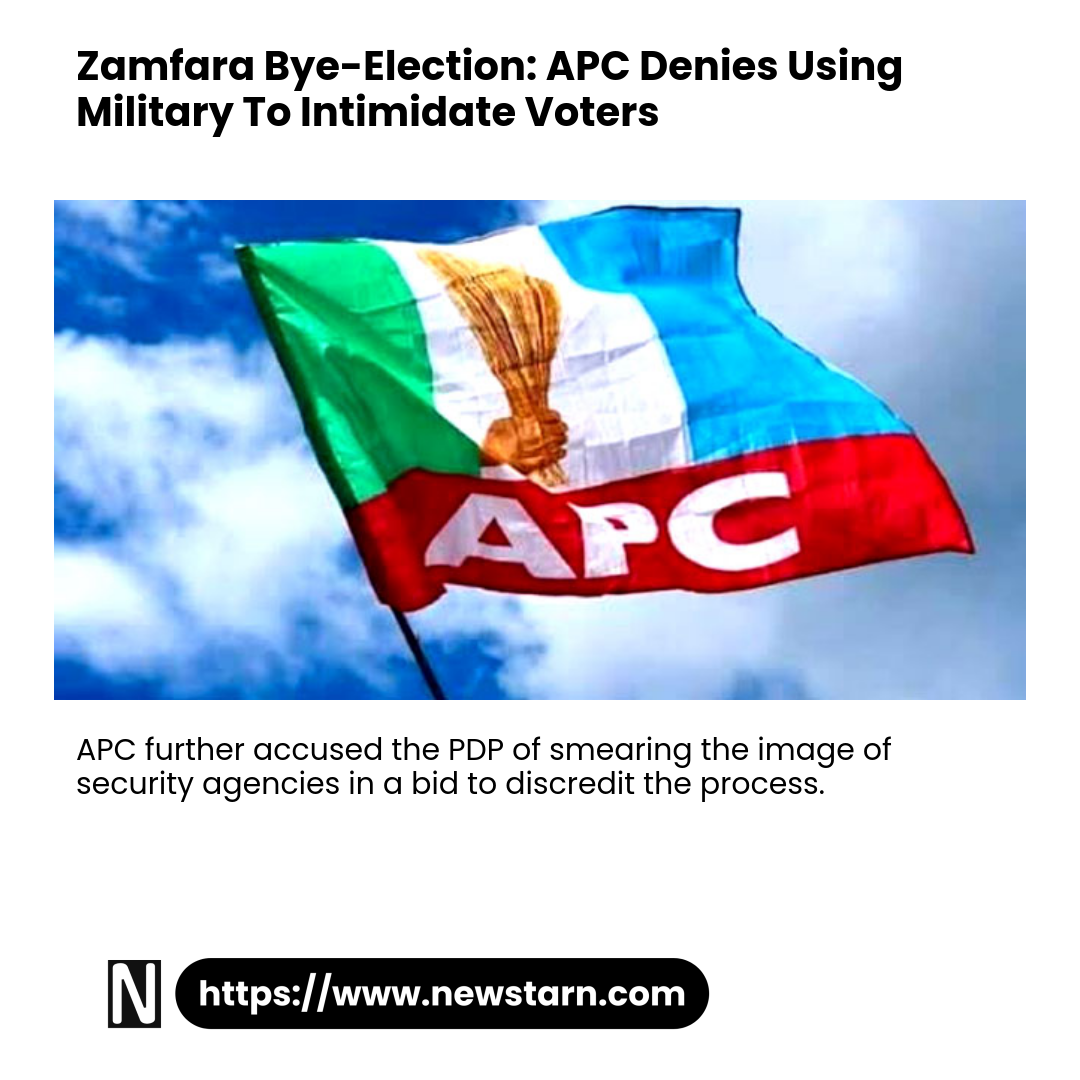 Zamfara Bye-Election: APC Denies Using
Military To Intimidate Voters
APC
APC further accused the PDP of smearing the image of
security agencies in a bid to discredit the process.
N https://www.newstarn.com